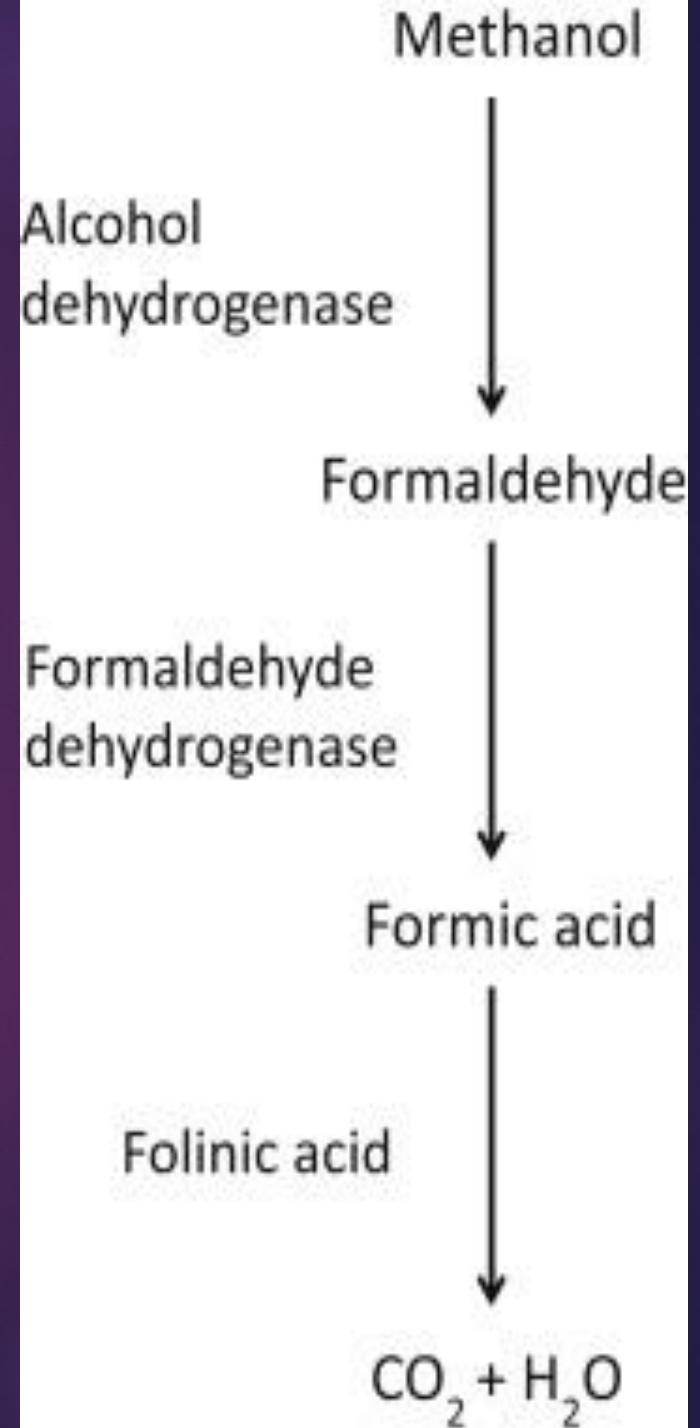 Methanol
Alcohol
dehydrogenase
Formaldehyde
Formaldehyde
dehydrogenase
Formic acid
Folinic acid
CO₂ + H₂O